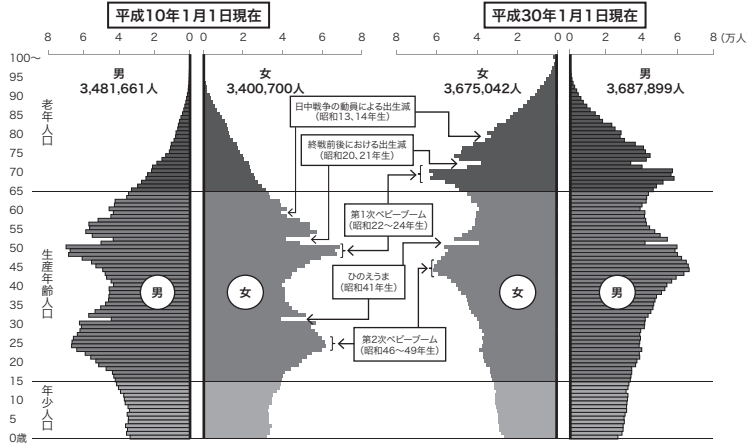 平成10年1月1日現在
平成30年1月1日現在
8 6 4 2 0 0 2 4 6 8 8 6 4 2 0 0 2 4 6 8 (万人
100〜
95
90
85
80
75
70
65
60
55
50
45
40
35
30
25
20
15
10
5
0歳
老年人口
生産年齢人口
年少人口
男
3,481,661人
女
3,400,700人
女
3,675,042人
男
3,687,899人
日中戦争の動員による出生減
(昭和13、14年生)
終戦前後における出生減
(昭和20、21年生)
第1次ベビーブーム
(昭和22〜24年生)
ひのえうま
(昭和41年生)
第2次ベビーブーム
(昭和46〜49年生)
男
女
女
男